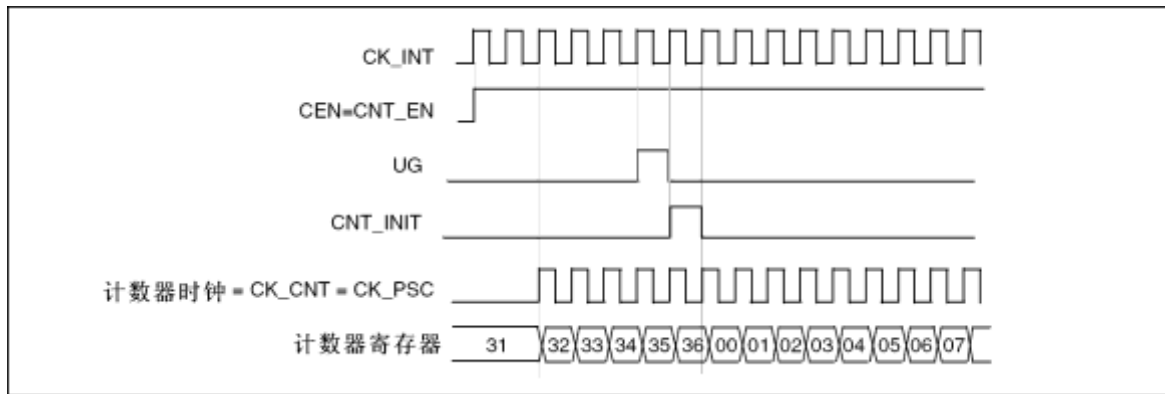 CK_INT
CEN=CNT_EN
UG
CNT_INIT
计数器时钟 = CK_CNT = CK_PSC
计数器寄存器 31 32 33 34 35 36 00 01 02 03 04 05 06 07